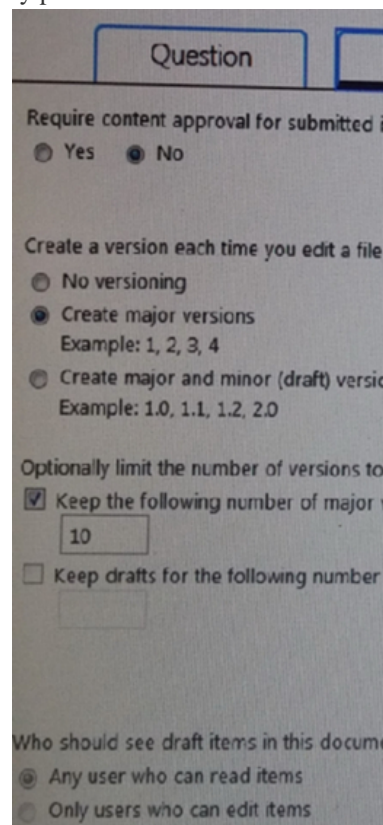 Question
Require content approval for submitted
Yes No
Create a version each time you edit a file
No versioning
Create major versions
Example: 1, 2, 3, 4
Create major and minor (draft)
Example: 1.0, 1.1, 1.2, 2.0
Optionally limit the number of versions to
Keep the following number of major
10
Keep drafts for the following number
Who should see draft items in this
Any user who can read items
Only users who can edit items